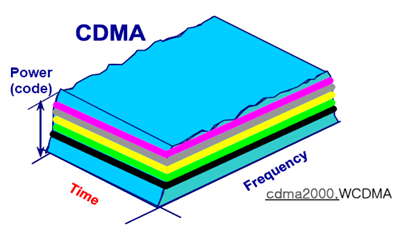 CDMA
Power
(code)
Time
Frequency
cdma2000,WCDMA